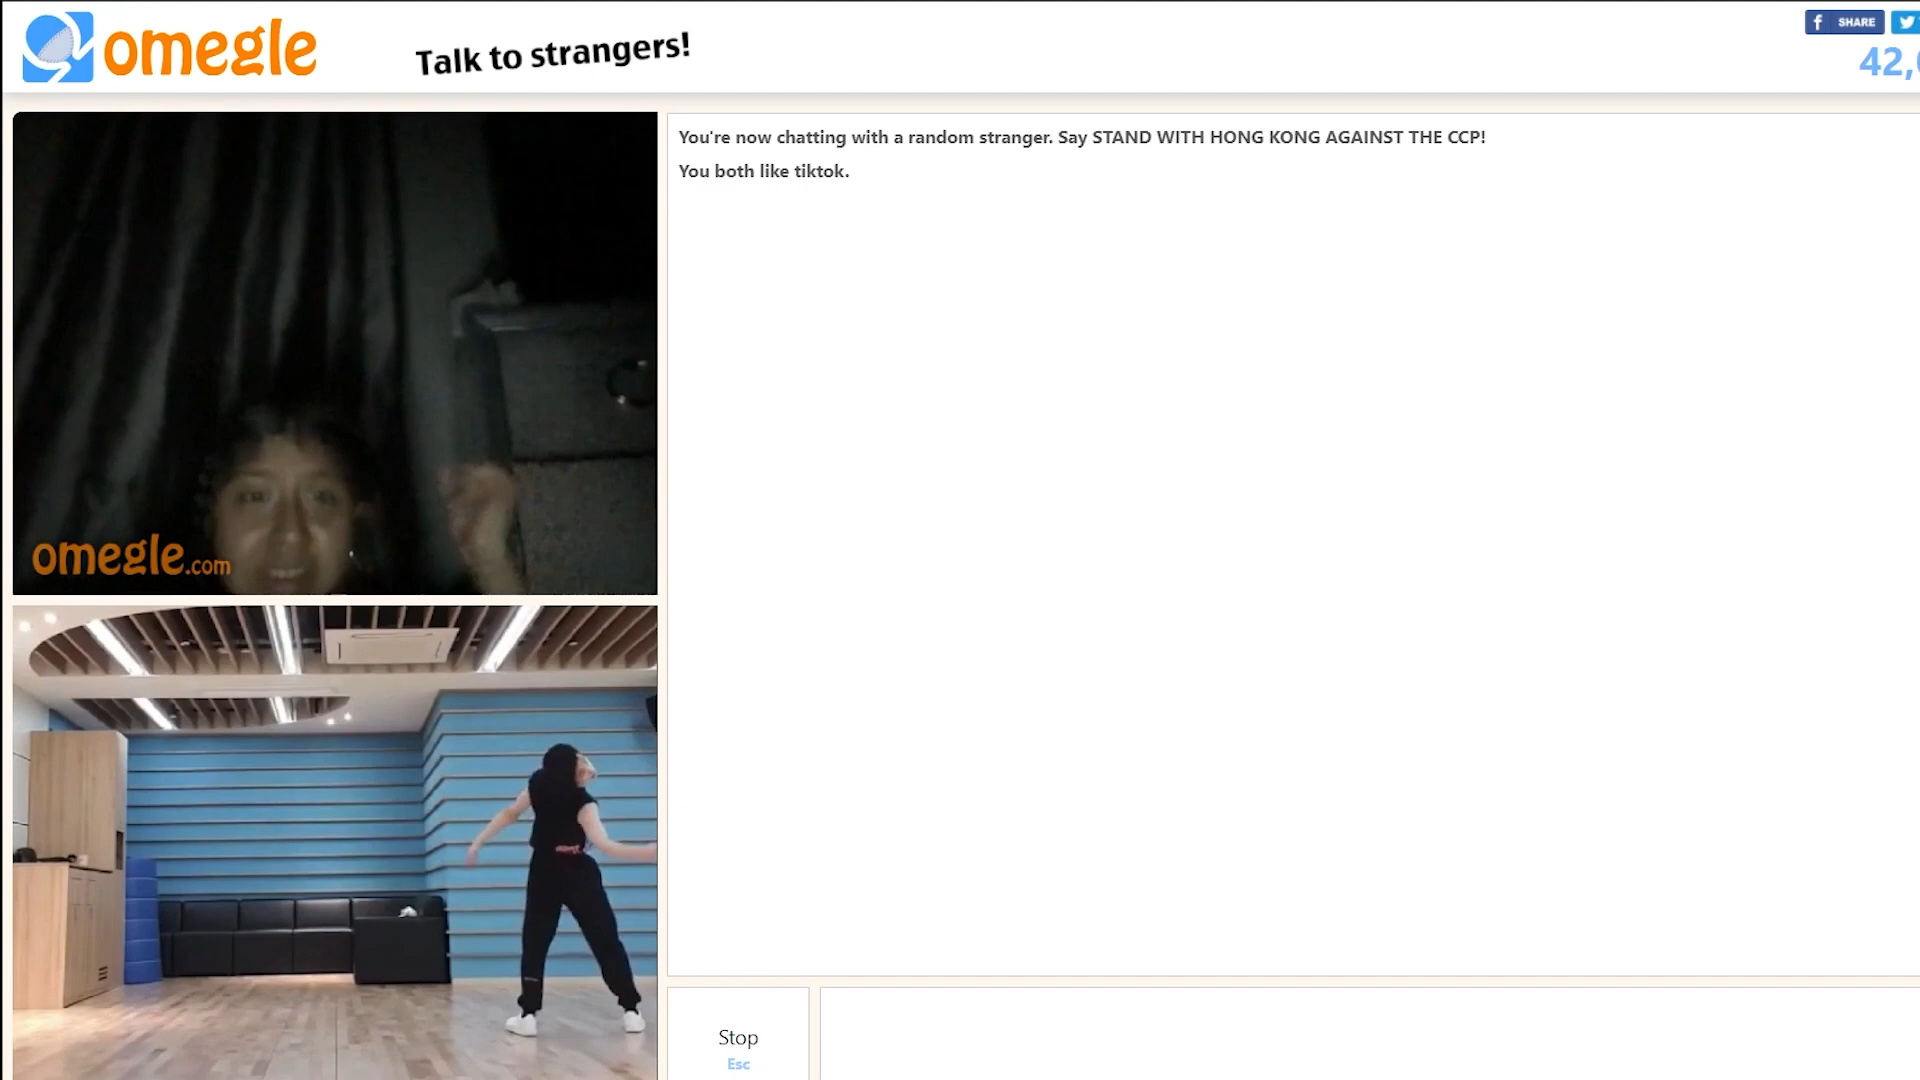 omegle
Talk to strangers!
SHARE
42,
You're now chatting with a random stranger. Say STAND WITH HONG KONG AGAINST THE CCP!
You both like tiktok.
omegle.com
Stop
Esc